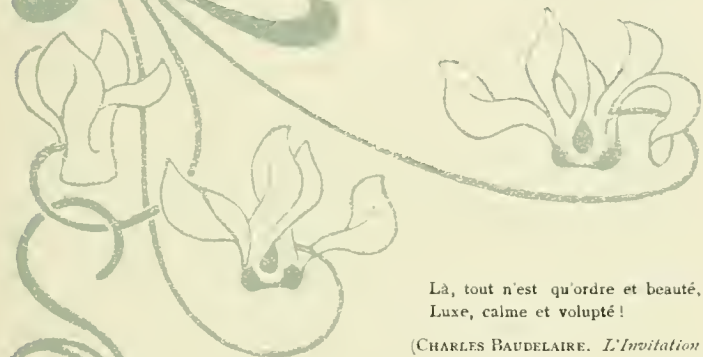 Là, tout n'est qu'ordre et beauté,
Luxe, calme et volupté !
(CHARLES BAUDELAIRE. L'Invitation